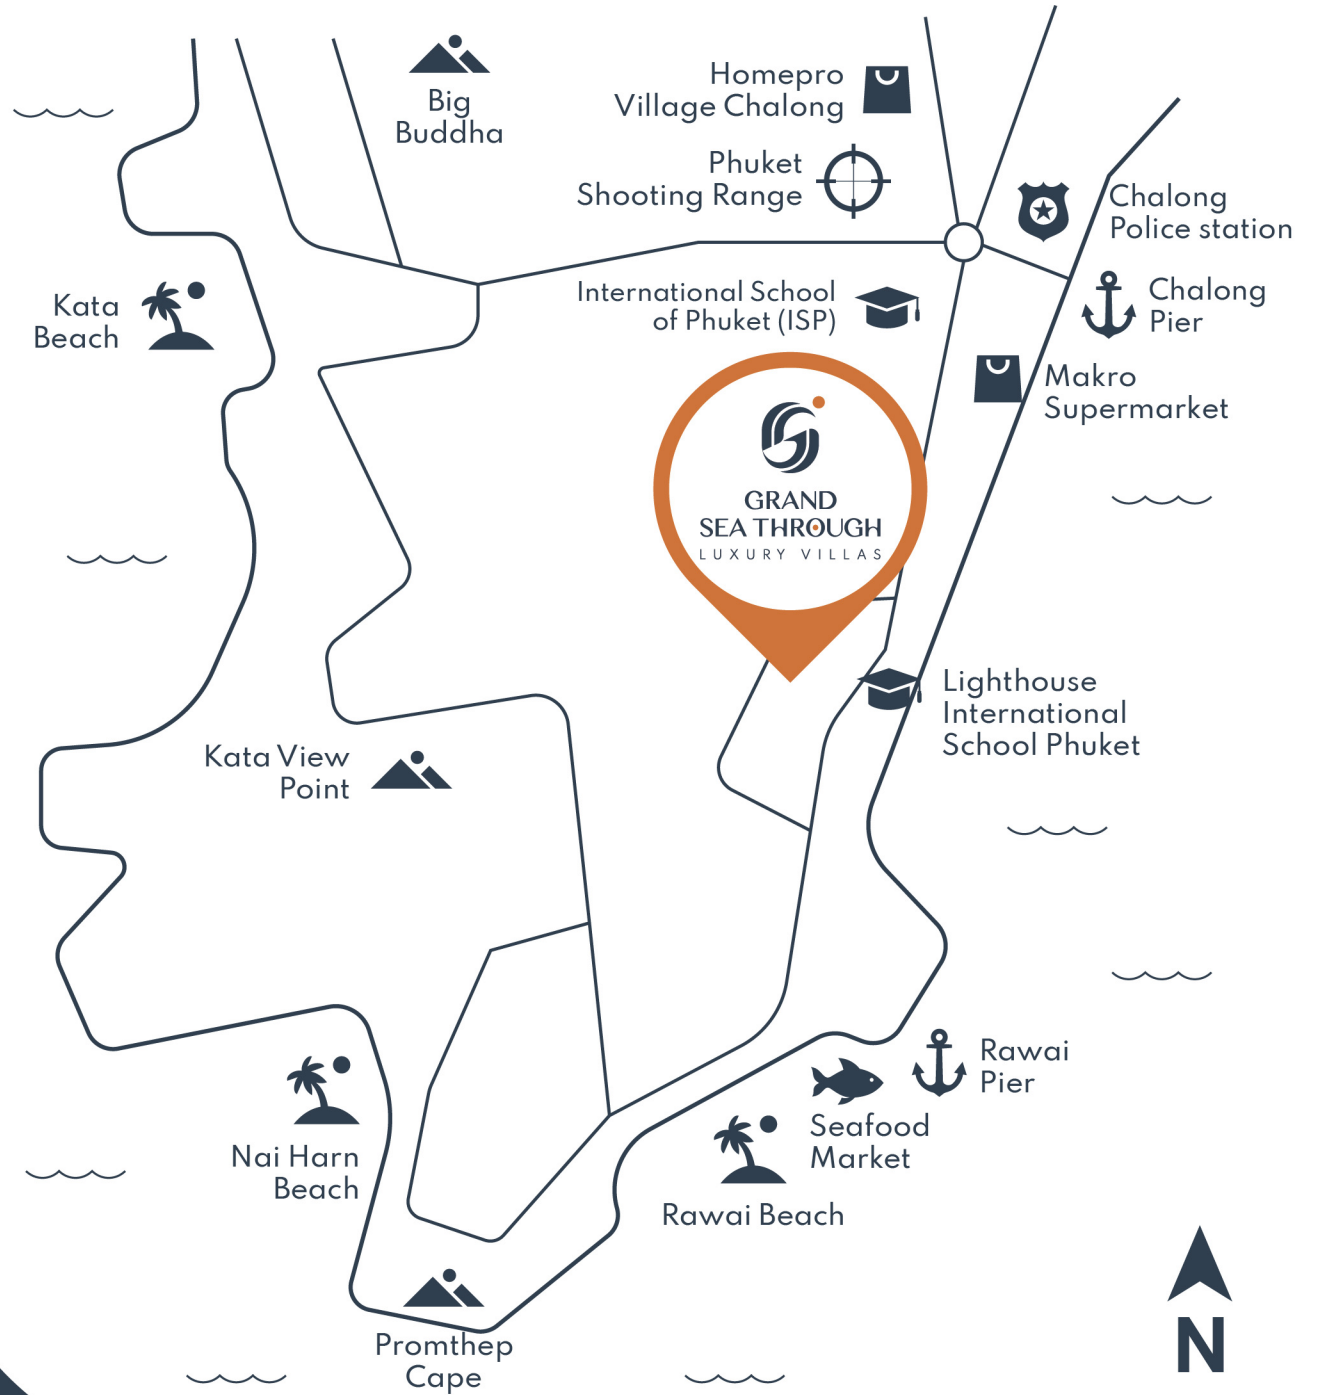 Big
Buddha
Homepro
Village Chalong
Phuket
Shooting Range
Chalong
Police station
Kata
Beach
International School
of Phuket (ISP)
Chalong
Pier
Makro
Supermarket
GRAND
SEA THROUGH
LUXURY VILLAS
Lighthouse
International
School Phuket
Kata View
Point
Rawai
Pier
Seafood
Market
Nai Harn
Beach
Rawai Beach
Promthep
Cape
N